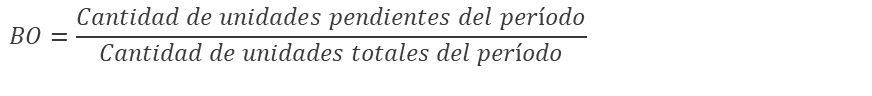 BO = Cantidad de unidades pendientes del período
Cantidad de unidades totales del período